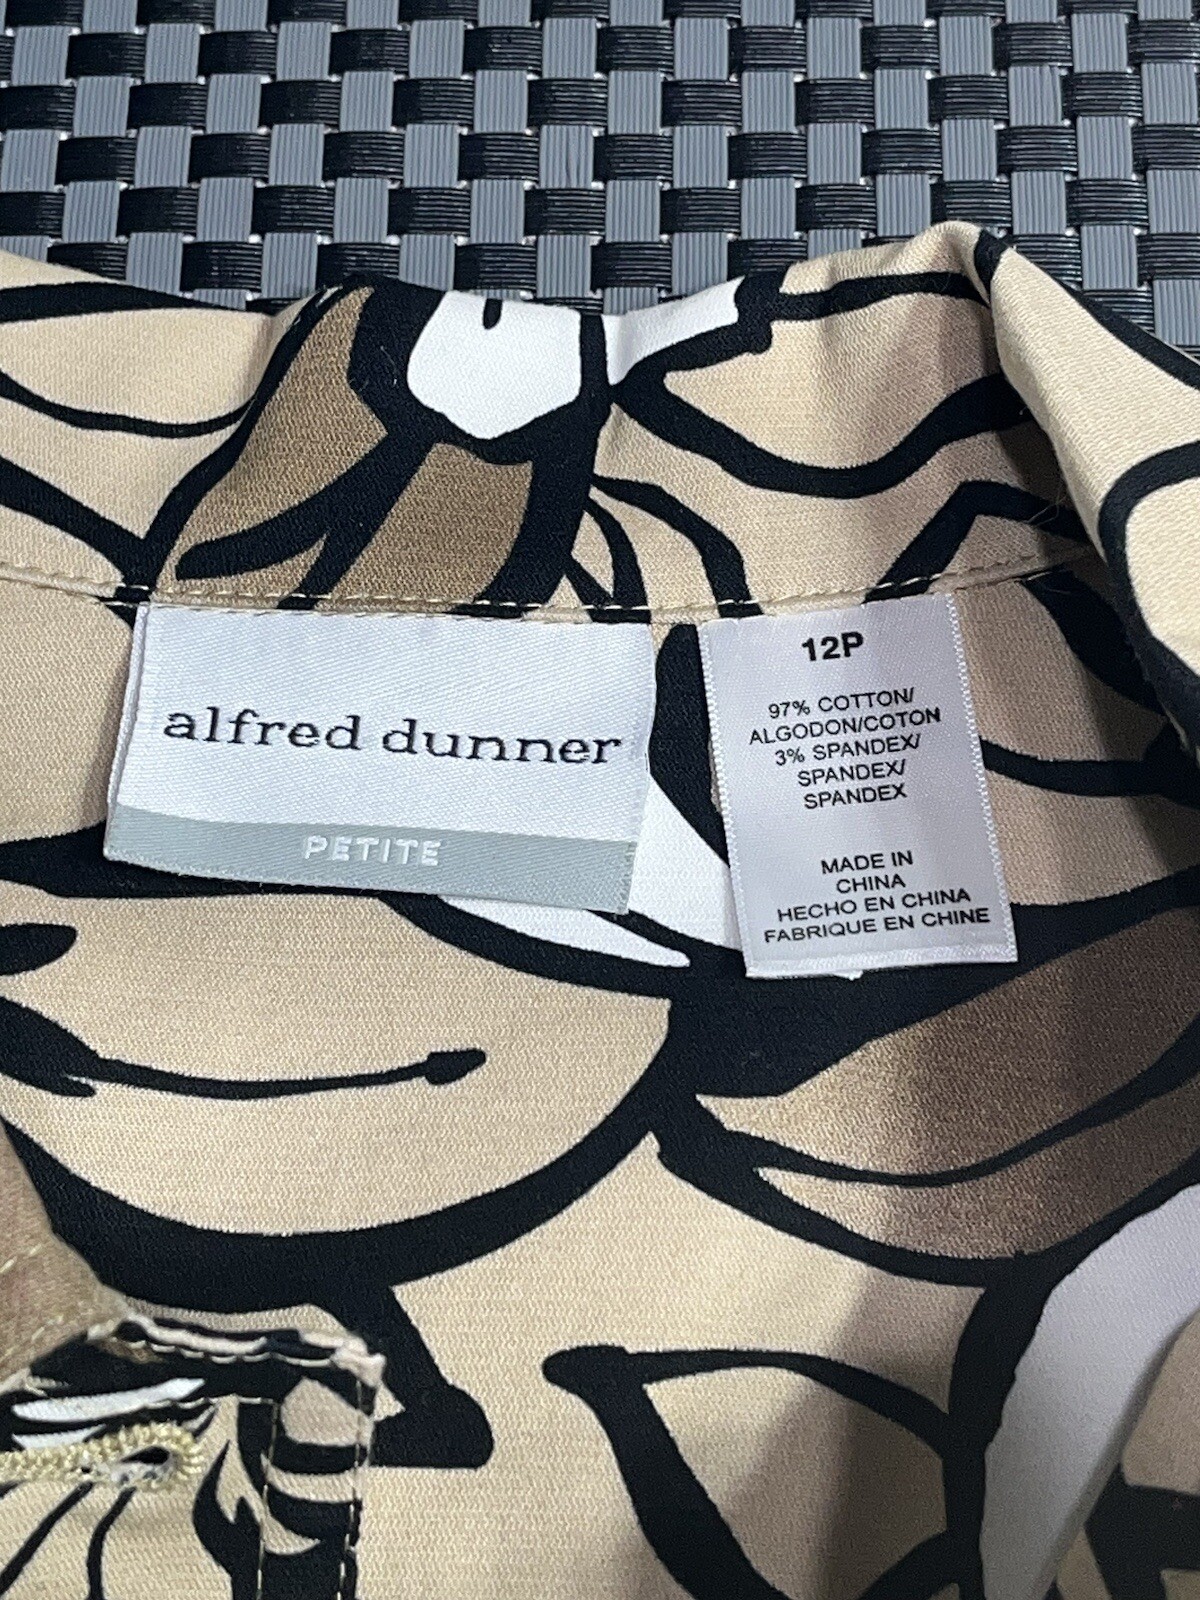 alfred dunner
PETITE
12P
97% COTTON/
ALGODON/COTON
3% SPANDEX/
SPANDEX/
SPANDEX
MADE IN
CHINA
HECHO EN CHINA
FABRIQUE EN CHINE